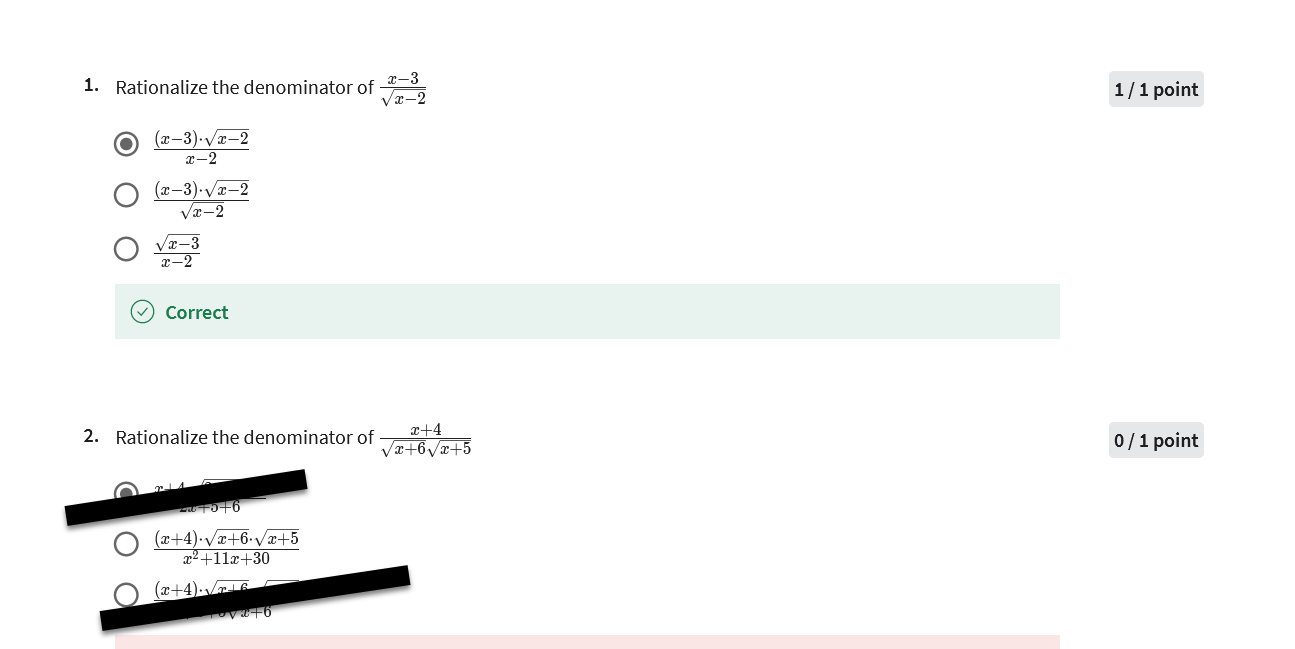 1. Rationalize the denominator of \frac{x-3}{\sqrt{x-2}}
1 / 1 point
\frac{(x-3)\cdot\sqrt{x-2}}{x-2}
\frac{(x-3)\cdot\sqrt{x-2}}{\sqrt{x-2}}
\frac{\sqrt{x-3}}{x-2}
Correct
2. Rationalize the denominator of \frac{x+4}{\sqrt{x+6}\sqrt{x+5}}
0 / 1 point
\frac{(x+4)\cdot\sqrt{x+6}\cdot\sqrt{x+5}}{x^2+11x+30}
(x+4)\cdot